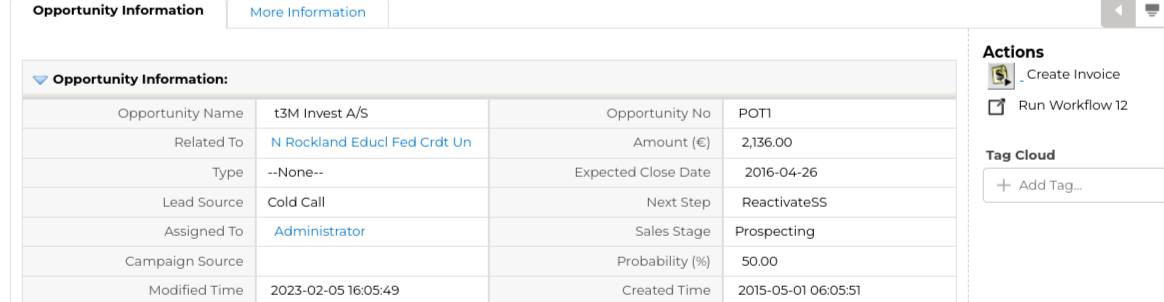 Opportunity Information More Information
Opportunity Information:
Opportunity Name t3M Invest A/S Opportunity No POT1
Related To N Rockland Educl Fed Crdt Un Amount (€) 2,136.00
Type --None-- Expected Close Date 2016-04-26
Lead Source Cold Call Next Step ReactivateSS
Assigned To Administrator Sales Stage Prospecting
Campaign Source Probability (%) 50.00
Modified Time 2023-02-05 16:05:49 Created Time 2015-05-01 06:05:51
Actions
Create Invoice
Run Workflow 12
Tag Cloud
Add Tag...